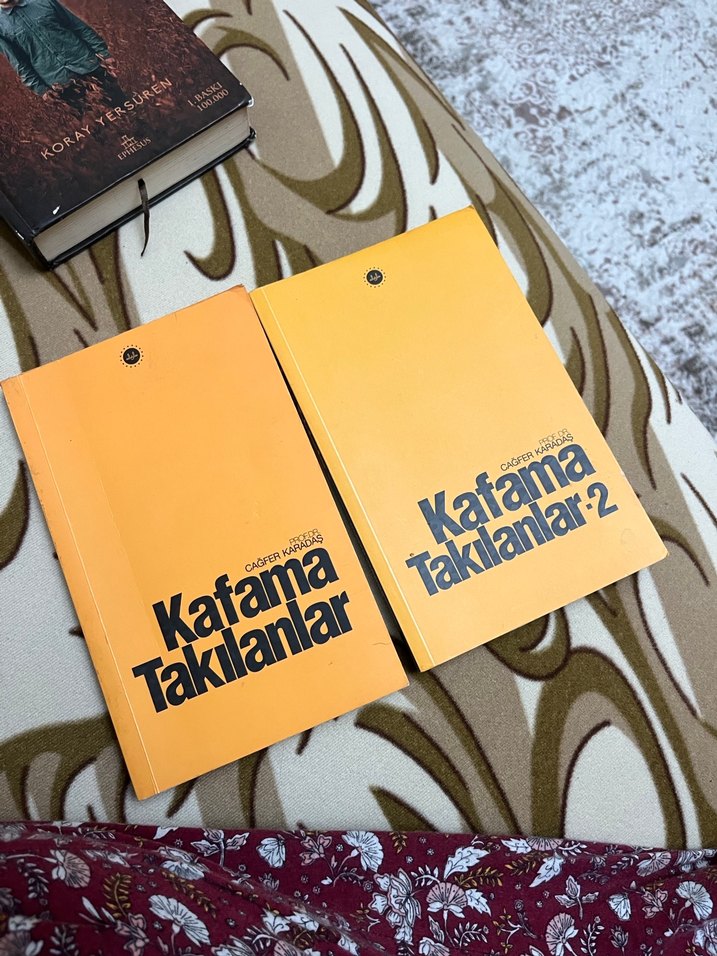 KORAY YERSÜREN
1. BASKI
100.000
EPHESUS
PROF. DR.
CAĞFER KARADAŞ
Kafama
Takılanlar
PROF. DR.
CAĞFER KARADAŞ
Kafama
Takılanlar-2